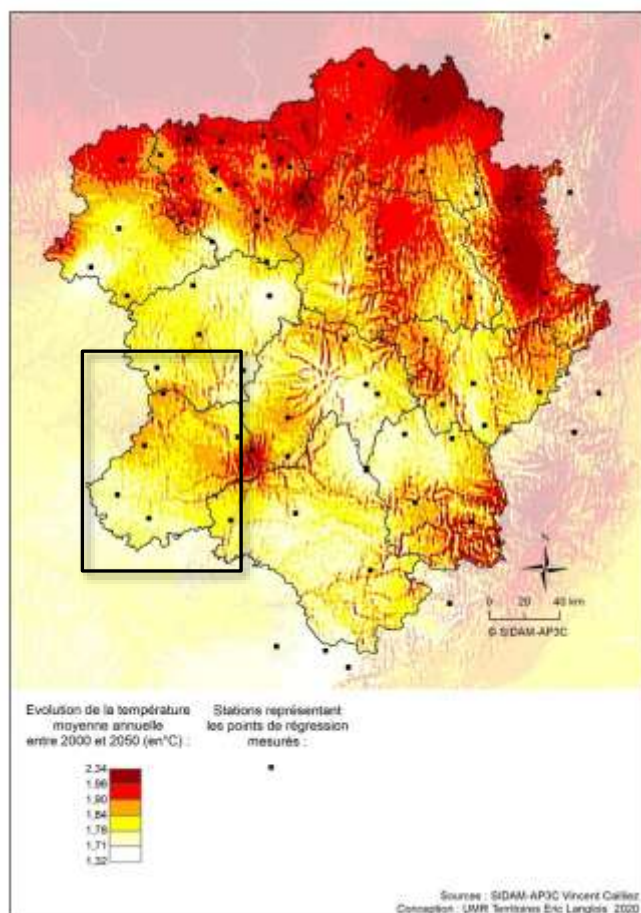 N
0 20 40 km
© SIDAM-AP3C
Evolution de la température
moyenne annuelle
entre 2000 et 2050 (en°C) :
Stations représentant
les points de régression
mesurés :
2,34
1,96
1,90
1,84
1,78
1,71
1,32
Sources : SIDAM-AP3C Vincent Cailliez
Conception : UMR Territoires Eric Langlois 2020